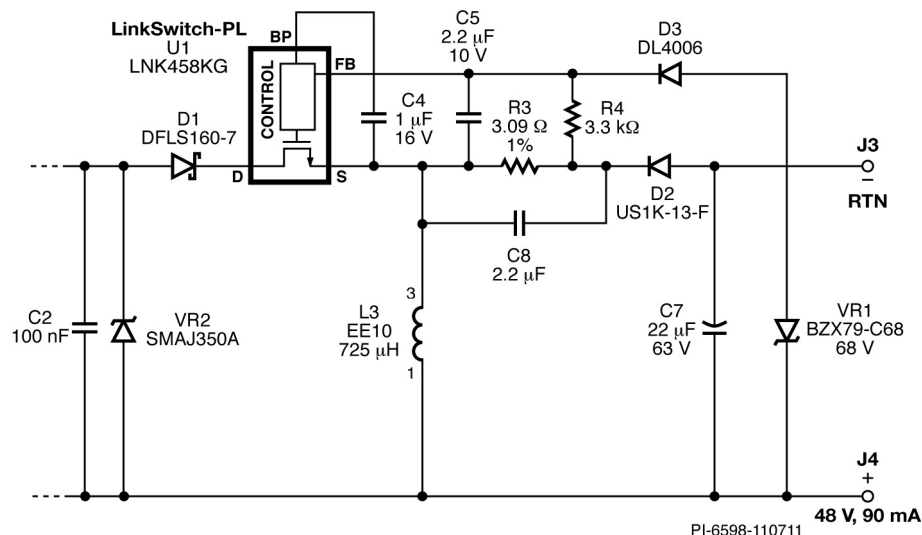 LinkSwitch-PL
U1
LNK458KG
BP
FB
CONTROL
D
S
C5
2.2 µF
10 V
D3
DL4006
C4
1 µF
16 V
R3
3.09 Ω
1%
R4
3.3 kΩ
D1
DFLS160-7
J3
–
RTN
D2
US1K-13-F
C8
2.2 µF
C2
100 nF
VR2
SMAJ350A
3
L3
EE10
725 µH
1
C7
22 µF
63 V
VR1
BZX79-C68
68 V
J4
+
48 V, 90 mA
PI-6598-110711